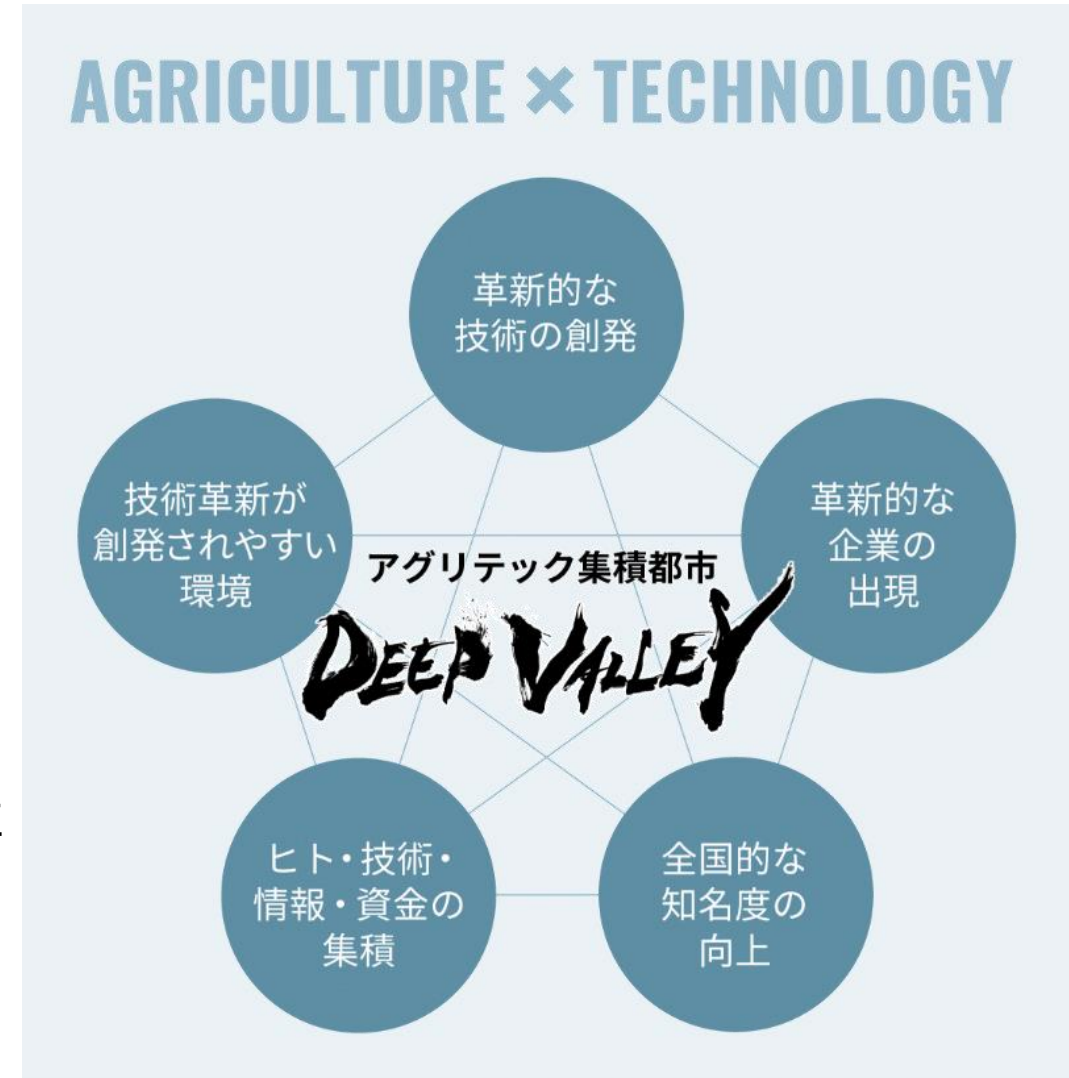 AGRICULTURE × TECHNOLOGY
革新的な
技術の創発
技術革新が
創発されやすい
環境
革新的な
企業の
出現
アグリテック集積都市
DEEP VALLEY
ヒト・技術・
情報・資金の
集積
全国的な
知名度の
向上